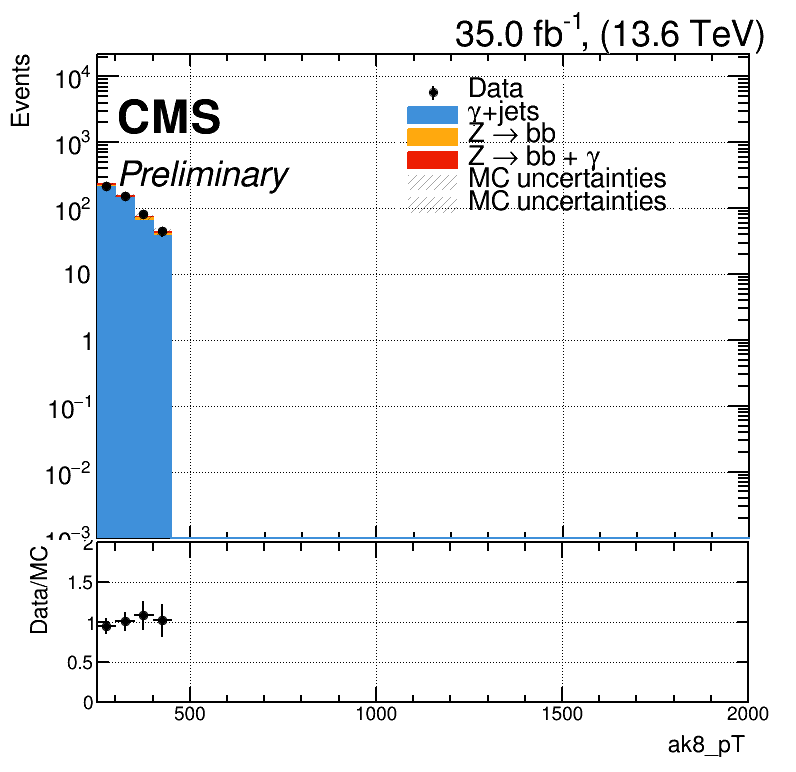 35.0 fb⁻¹, (13.6 TeV)
Events
10⁴
10³
10²
10
1
10⁻¹
10⁻²
10⁻³
CMS
Preliminary
Data
γ+jets
Z → bb
Z → bb + γ
MC uncertainties
MC uncertainties
Data/MC
2
1.5
1
0.5
0
500
1000
1500
2000
ak8_pT